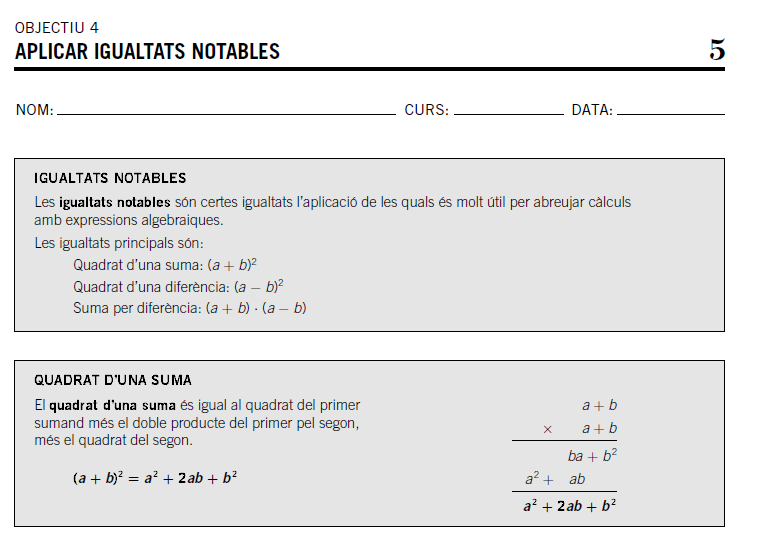 OBJECTIU 4
APLICAR IGUALTATS NOTABLES 5
NOM: CURS: DATA:
IGUALTATS NOTABLES
Les igualtats notables són certes igualtats l'aplicació de les quals és molt útil per abreujar càlculs
amb expressions algebraiques.
Les igualtats principals són:
Quadrat d'una suma: (a + b)²
Quadrat d'una diferència: (a − b)²
Suma per diferència: (a + b) · (a − b)
QUADRAT D'UNA SUMA
El quadrat d'una suma és igual al quadrat del primer
sumand més el doble producte del primer pel segon,
més el quadrat del segon.
(a + b)² = a² + 2ab + b²
a + b
× a + b
ba + b²
a² + ab
a² + 2ab + b²